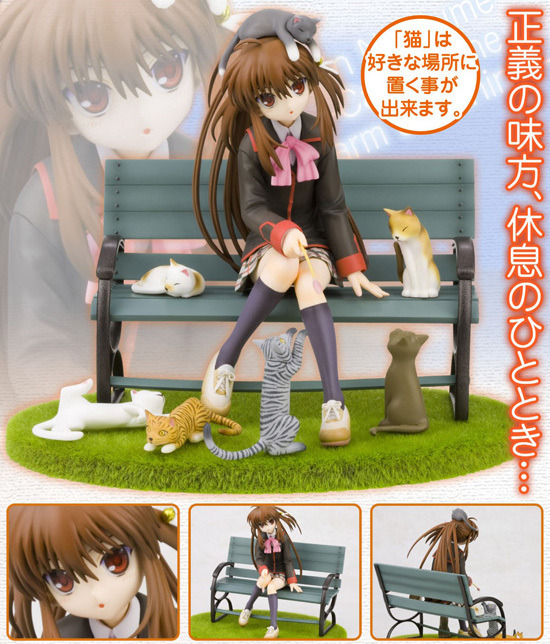 「猫」は
好きな場所に
置く事が
出来ます。
正義の味方、休息のひととき…